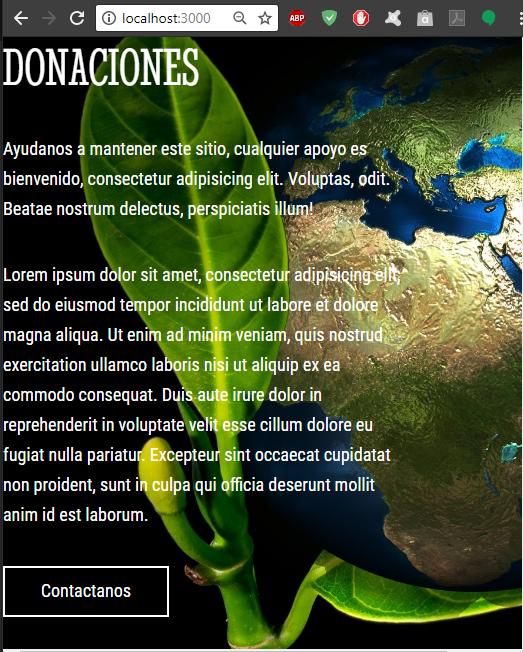 localhost:3000
ABP
DONACIONES
Ayudanos a mantener este sitio, cualquier apoyo es
bienvenido, consectetur adipisicing elit. Voluptas, odit.
Beatae nostrum delectus, perspiciatis illum!
Lorem ipsum dolor sit amet, consectetur adipisicing elit,
sed do eiusmod tempor incididunt ut labore et dolore
magna aliqua. Ut enim ad minim veniam, quis nostrud
exercitation ullamco laboris nisi ut aliquip ex ea
commodo consequat. Duis aute irure dolor in
reprehenderit in voluptate velit esse cillum dolore eu
fugiat nulla pariatur. Excepteur sint occaecat cupidatat
non proident, sunt in culpa qui officia deserunt mollit
anim id est laborum.
Contactanos